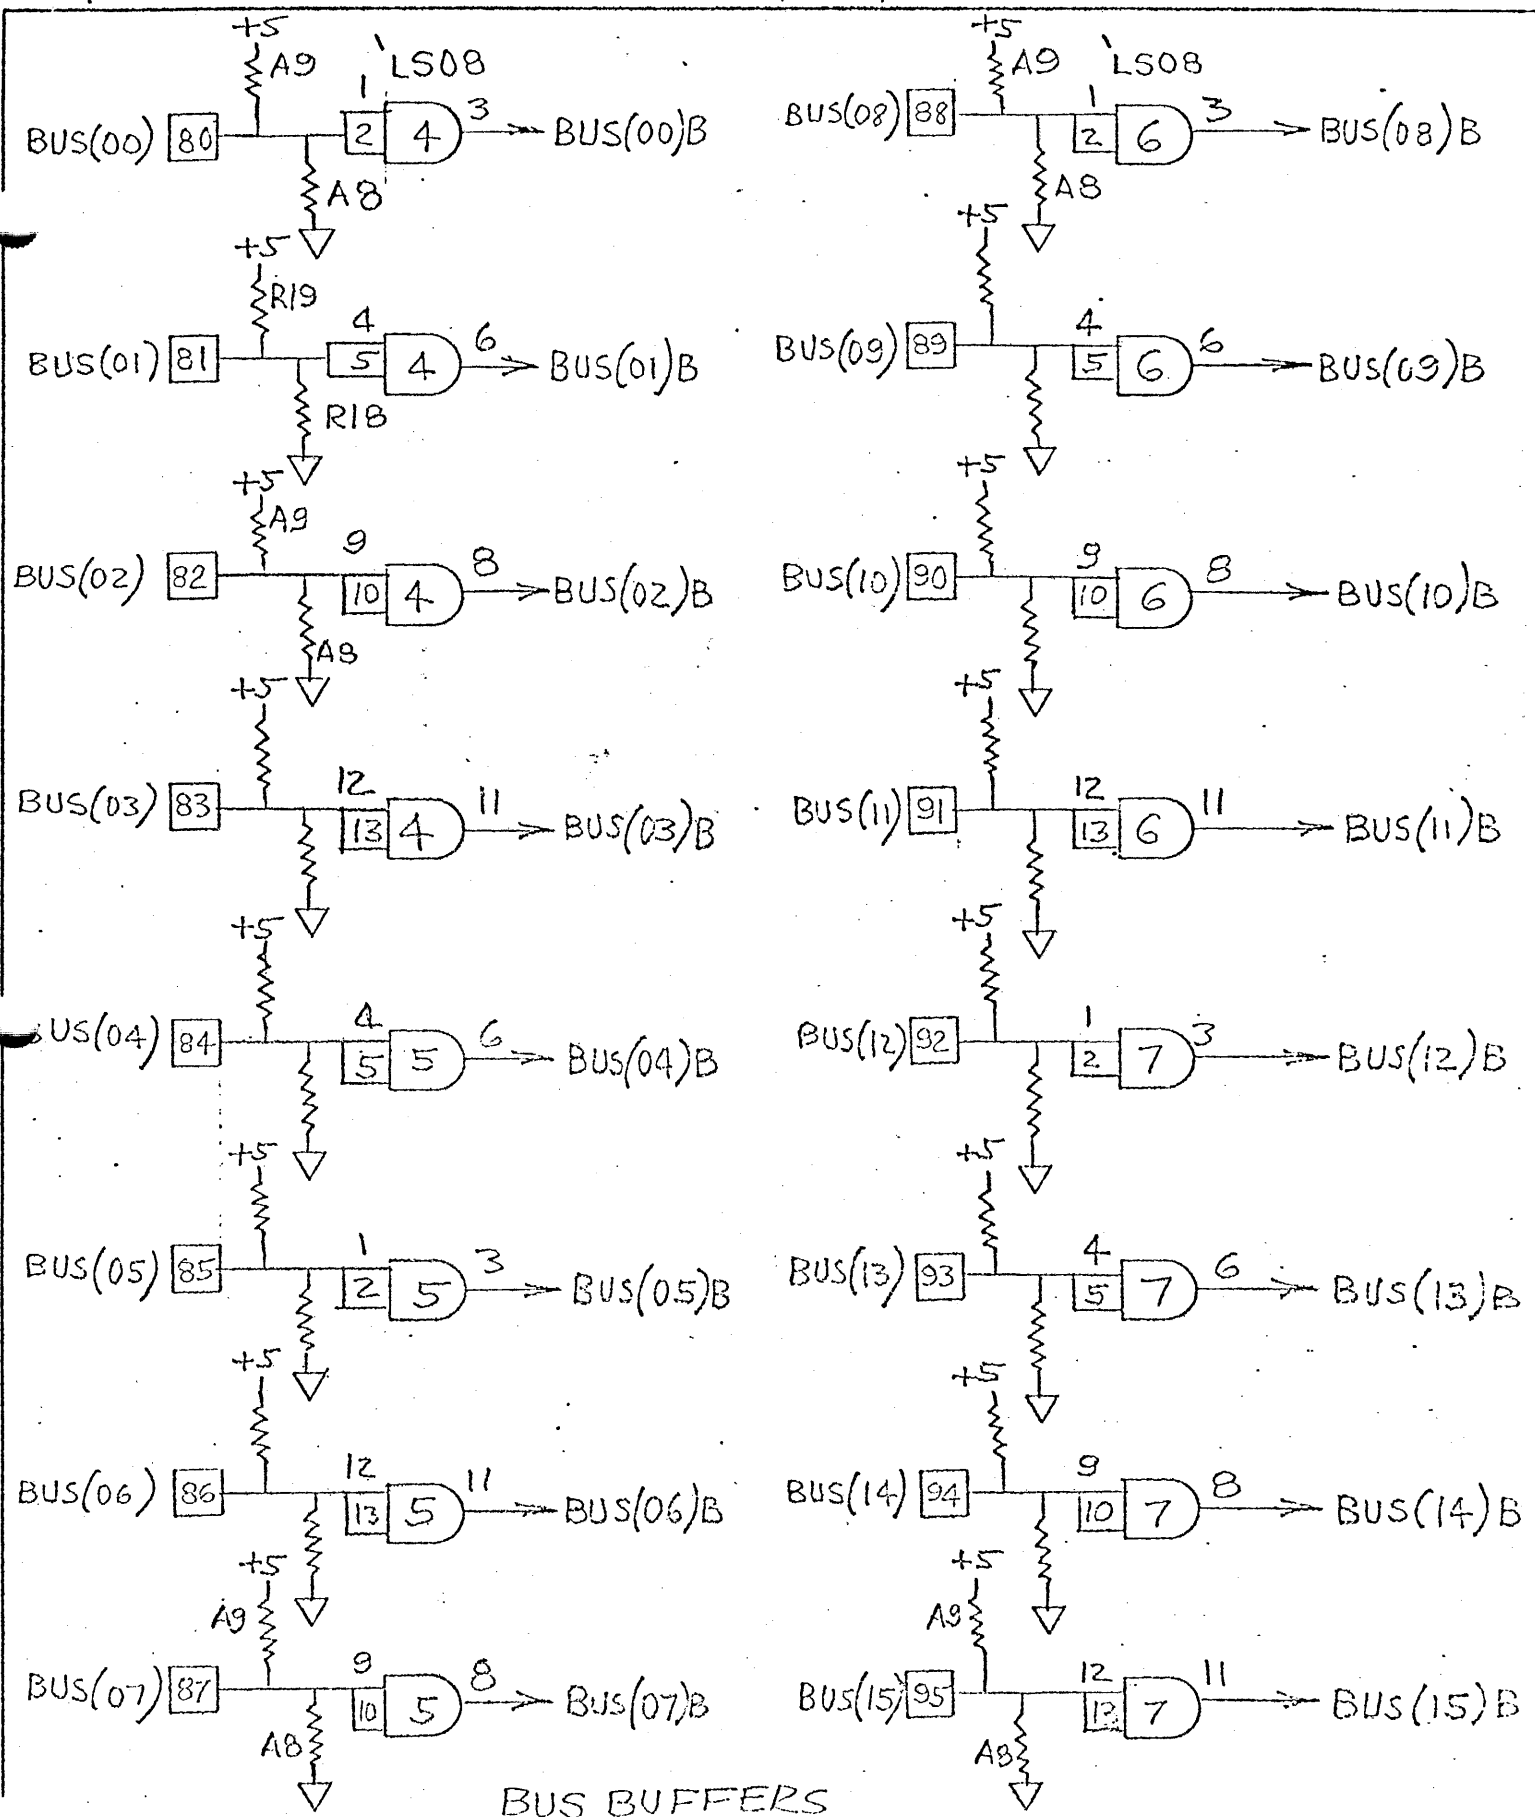 +5
A9
'LS08
1
BUS(00) 80 2 4 3 BUS(00)B
A8
+5
R19
4
BUS(01) 81 5 4 6 BUS(01)B
R18
+5
A9
9
BUS(02) 82 10 4 8 BUS(02)B
A8
+5
12
BUS(03) 83 13 4 11 BUS(03)B
+5
4
BUS(04) 84 5 5 6 BUS(04)B
+5
1
BUS(05) 85 2 5 3 BUS(05)B
+5
12
BUS(06) 86 13 5 11 BUS(06)B
+5
A9
9
BUS(07) 87 10 5 8 BUS(07)B
A8
+5
A9
'LS08
1
BUS(08) 88 2 6 3 BUS(08)B
A8
+5
4
BUS(09) 89 5 6 6 BUS(09)B
+5
9
BUS(10) 90 10 6 8 BUS(10)B
+5
12
BUS(11) 91 13 6 11 BUS(11)B
+5
1
BUS(12) 92 2 7 3 BUS(12)B
+5
4
BUS(13) 93 5 7 6 BUS(13)B
+5
9
BUS(14) 94 10 7 8 BUS(14)B
+5
A9
12
BUS(15) 95 13 7 11 BUS(15)B
A8
BUS BUFFERS